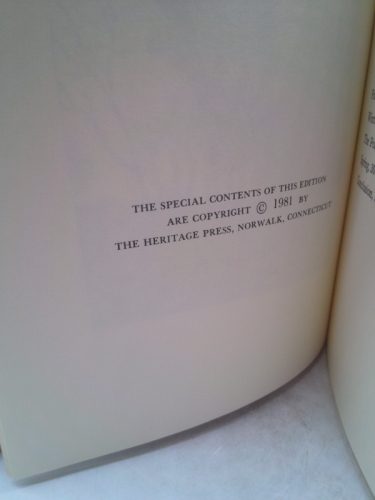 THE SPECIAL CONTENTS OF THIS EDITION
ARE COPYRIGHT © 1981 BY
THE HERITAGE PRESS, NORWALK, CONNECTICUT